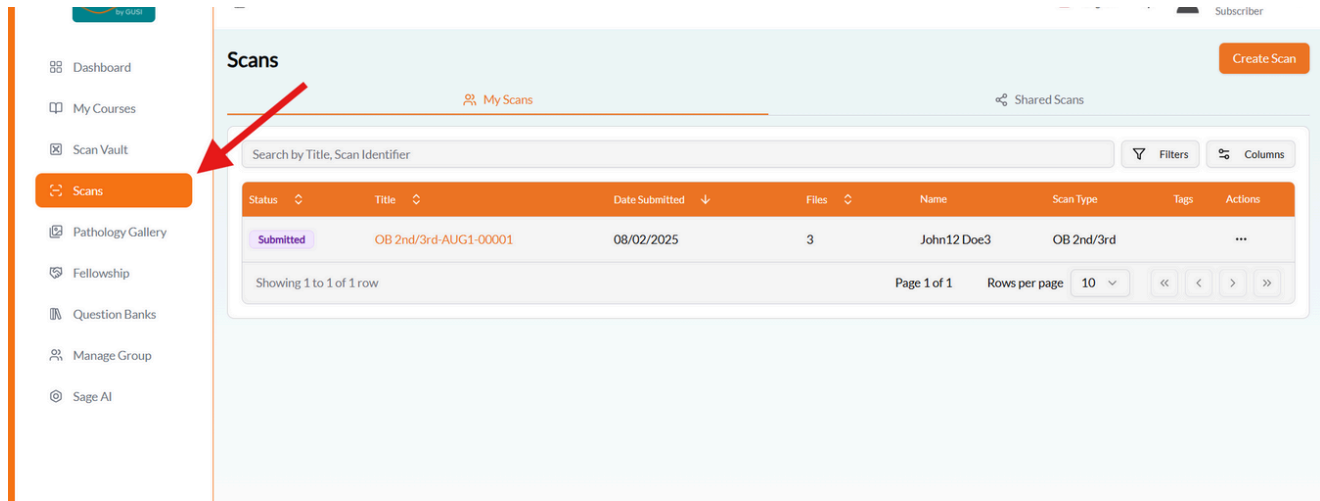 by GUSI
Subscriber
Dashboard
My Courses
Scan Vault
Scans
Pathology Gallery
Fellowship
Question Banks
Manage Group
Sage AI
Scans
Create Scan
My Scans
Shared Scans
Search by Title, Scan Identifier
Filters
Columns
Status Title Date Submitted Files Name Scan Type Tags Actions
Submitted OB 2nd/3rd-AUG1-00001 08/02/2025 3 John12 Doe3 OB 2nd/3rd ...
Showing 1 to 1 of 1 row Page 1 of 1 Rows per page 10